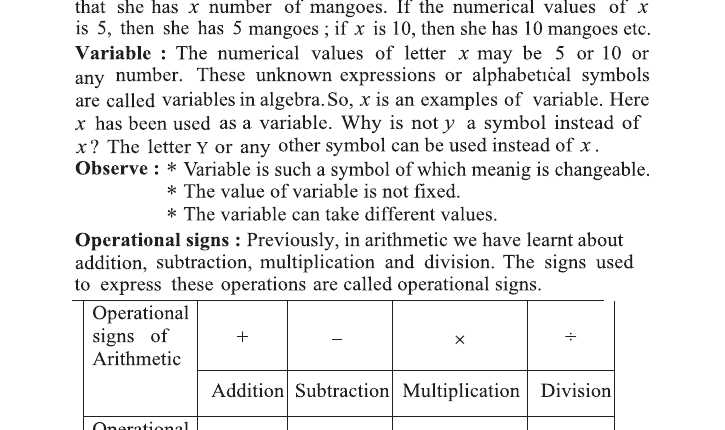 that she has x number of mangoes. If the numerical values of x
is 5, then she has 5 mangoes ; if x is 10, then she has 10 mangoes etc.
Variable : The numerical values of letter x may be 5 or 10 or
any number. These unknown expressions or alphabetical symbols
are called variables in algebra. So, x is an examples of variable. Here
x has been used as a variable. Why is not y a symbol instead of
x? The letter Y or any other symbol can be used instead of x.
Observe : * Variable is such a symbol of which meanig is changeable.
* The value of variable is not fixed.
* The variable can take different values.
Operational signs : Previously, in arithmetic we have learnt about
addition, subtraction, multiplication and division. The signs used
to express these operations are called operational signs.
Operational
signs of
Arithmetic
+ − × ÷
Addition Subtraction Multiplication Division
Operational